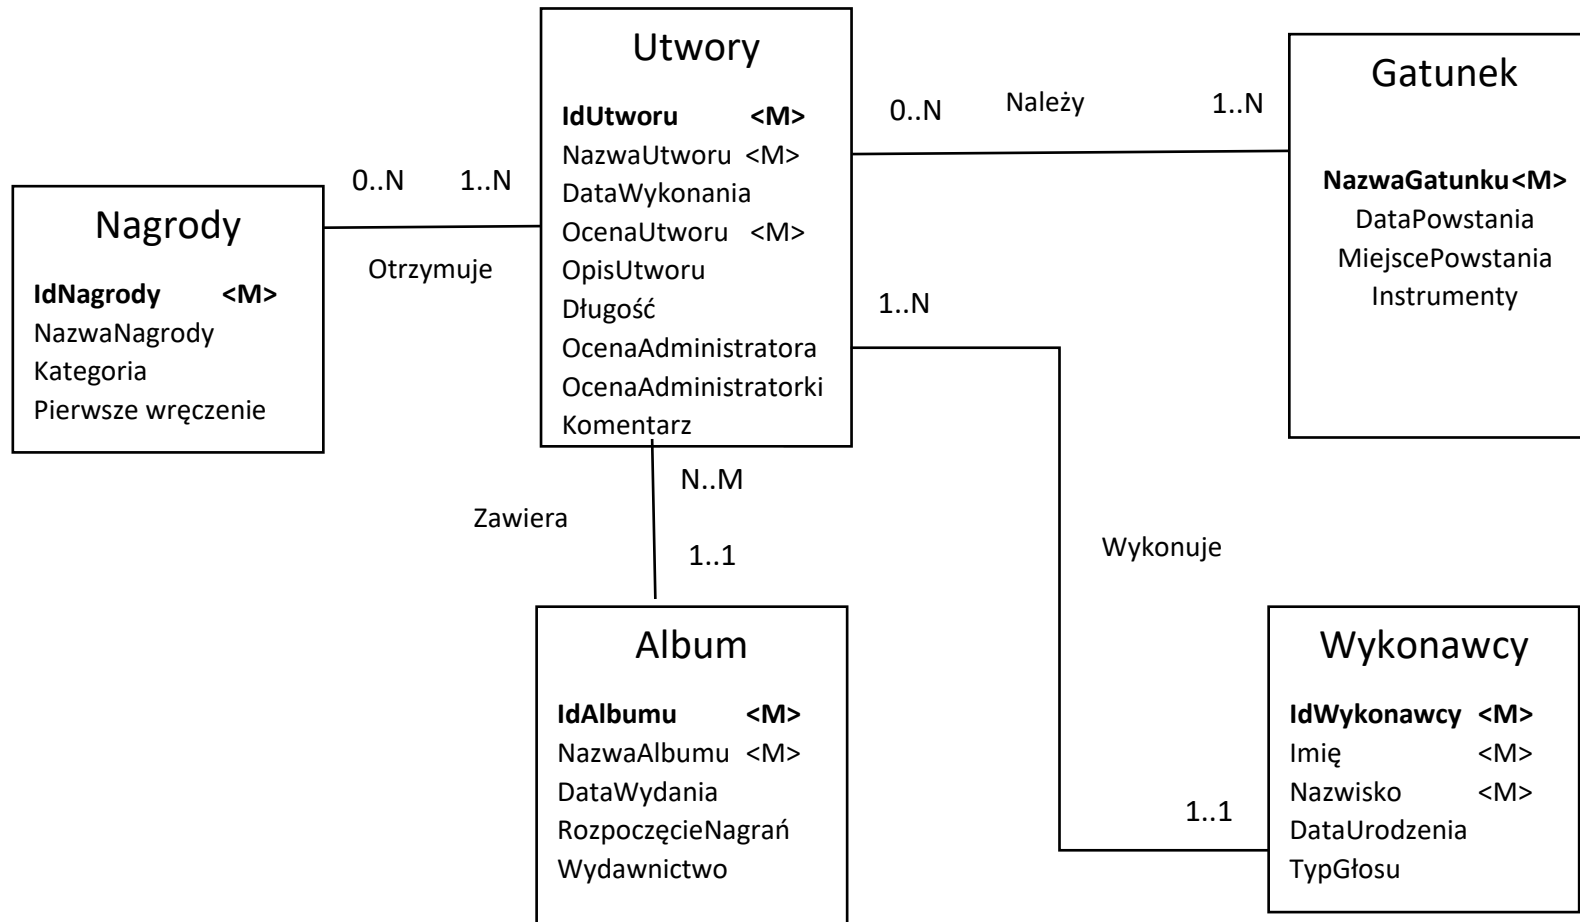 Utwory
IdUtworu <M>
NazwaUtworu <M>
DataWykonania
OcenaUtworu <M>
OpisUtworu
Długość
OcenaAdministratora
OcenaAdministratorki
Komentarz
0..N Należy 1..N
Gatunek
NazwaGatunku<M>
DataPowstania
MiejscePowstania
Instrumenty
0..N 1..N
Otrzymuje
Nagrody
IdNagrody <M>
NazwaNagrody
Kategoria
Pierwsze wręczenie
1..N
Wykonuje
1..1
N..M
Zawiera
1..1
Album
IdAlbumu <M>
NazwaAlbumu <M>
DataWydania
RozpoczęcieNagrań
Wydawnictwo
Wykonawcy
IdWykonawcy <M>
Imię <M>
Nazwisko <M>
DataUrodzenia
TypGłosu